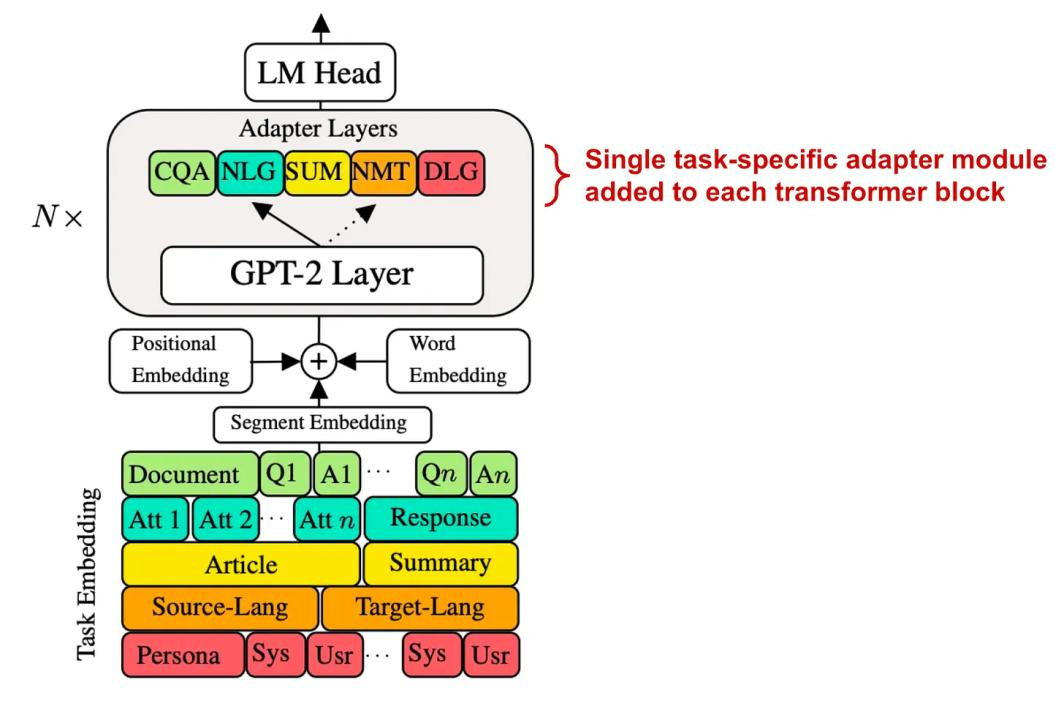 LM Head
Adapter Layers
CQA NLG SUM NMT DLG
Single task-specific adapter module
added to each transformer block
N×
GPT-2 Layer
Positional
Embedding
+
Word
Embedding
Segment Embedding
Task Embedding
Document Q1 A1 ... Qn An
Att 1 Att 2 ... Att n Response
Article Summary
Source-Lang Target-Lang
Persona Sys Usr ... Sys Usr